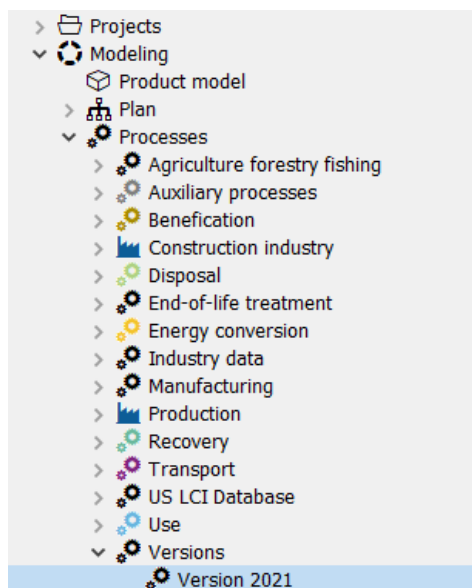 Projects
Modeling
Product model
Plan
Processes
Agriculture forestry fishing
Auxiliary processes
Benefication
Construction industry
Disposal
End-of-life treatment
Energy conversion
Industry data
Manufacturing
Production
Recovery
Transport
US LCI Database
Use
Versions
Version 2021